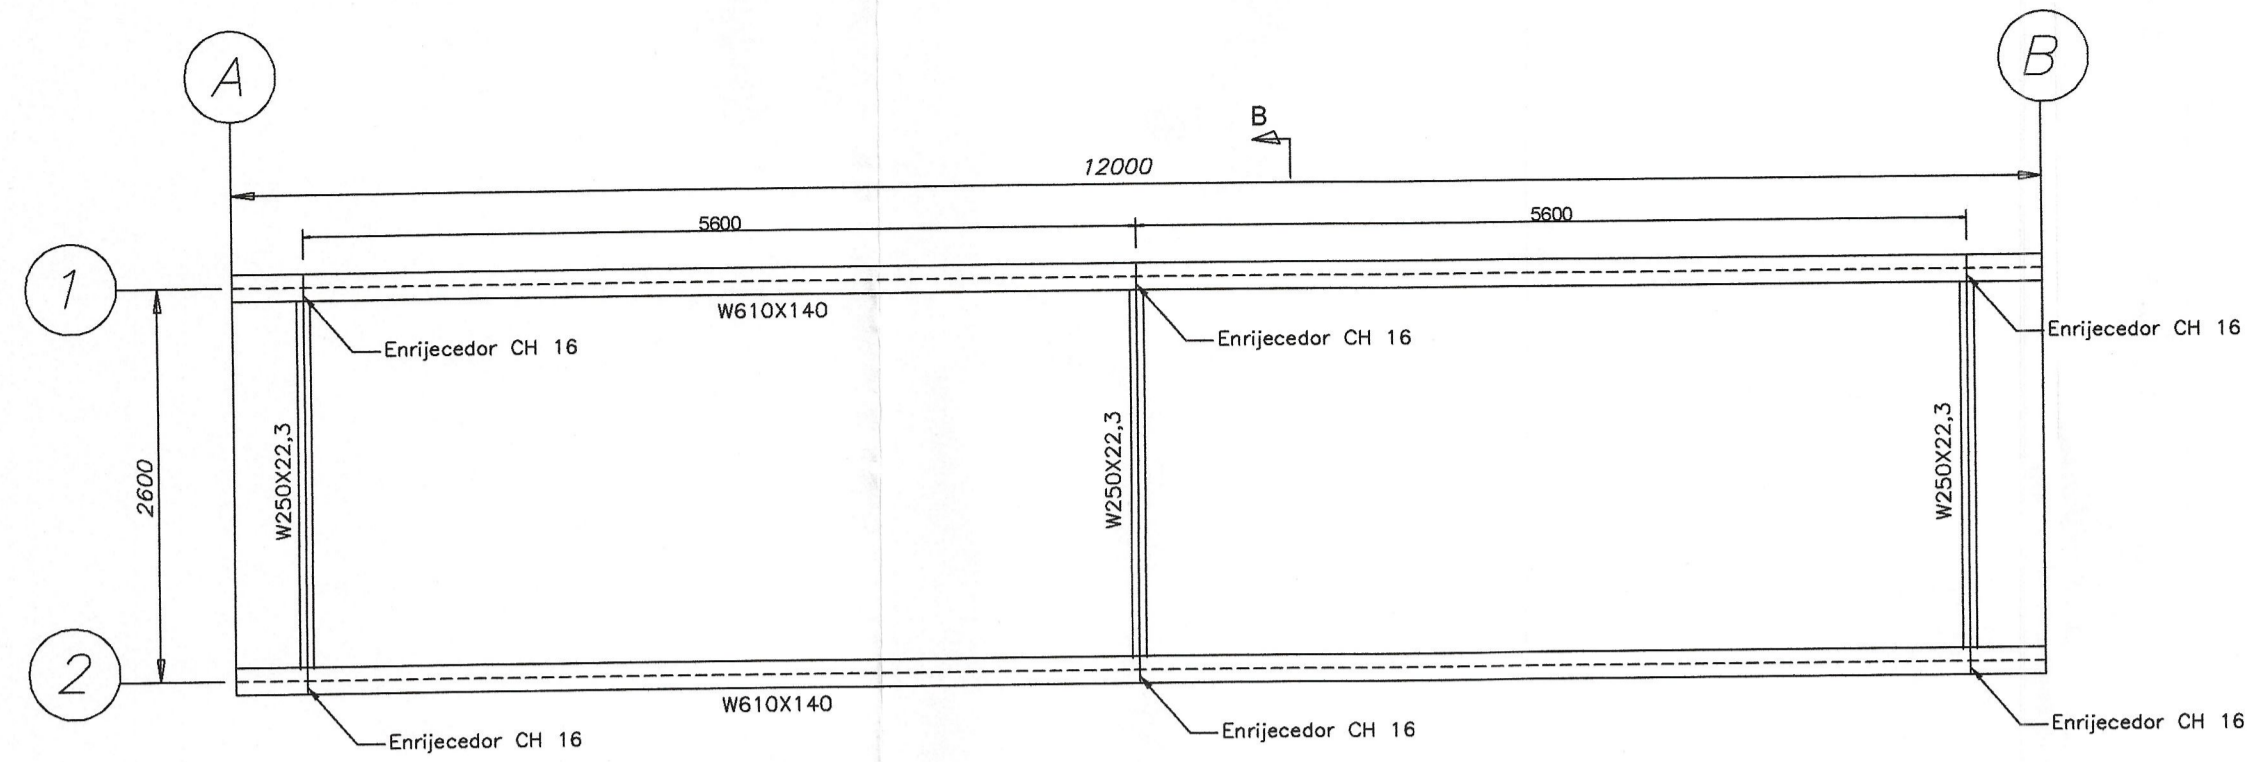 A
B
B
12000
5600
5600
1
W610X140
Enrijecedor CH 16
Enrijecedor CH 16
Enrijecedor CH 16
2600
W250X22,3
W250X22,3
W250X22,3
2
W610X140
Enrijecedor CH 16
Enrijecedor CH 16
Enrijecedor CH 16